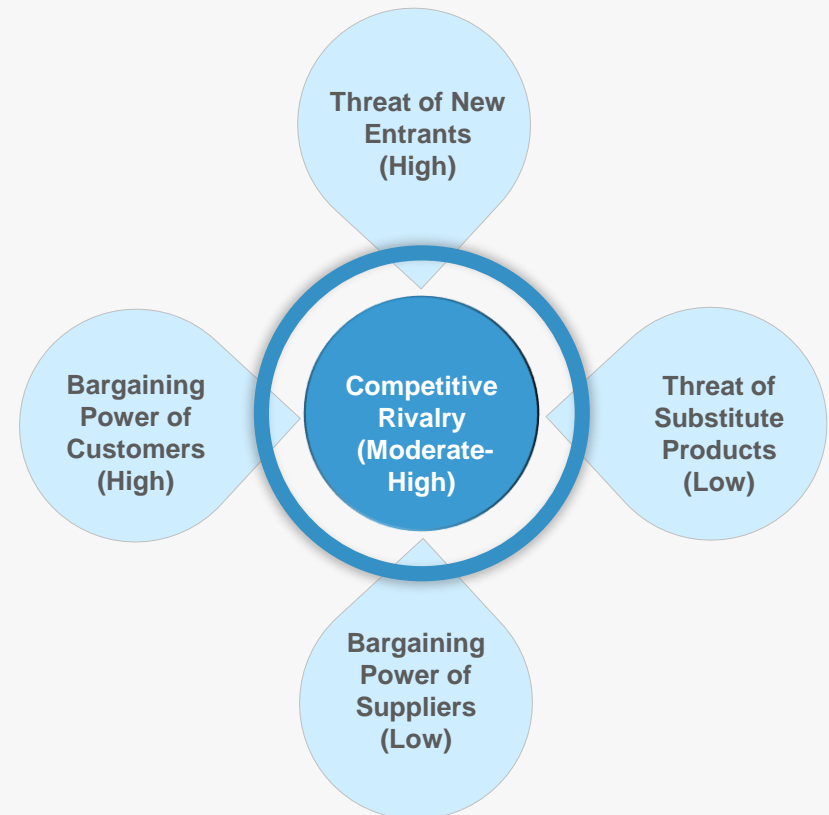 Threat of New
Entrants
(High)
Bargaining
Power of
Customers
(High)
Competitive
Rivalry
(Moderate-
High)
Threat of
Substitute
Products
(Low)
Bargaining
Power of
Suppliers
(Low)